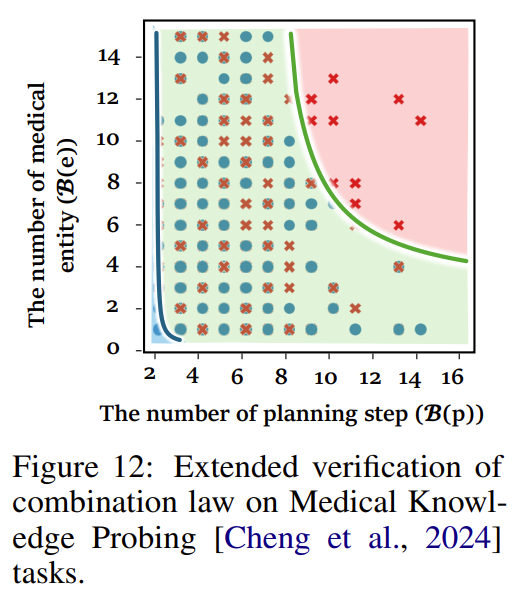 14
12
10
8
6
4
2
0
The number of medical
entity (ℬ(e))
2 4 6 8 10 12 14 16
The number of planning step (ℬ(p))
Figure 12: Extended verification of
combination law on Medical Knowl-
edge Probing [Cheng et al., 2024]
tasks.